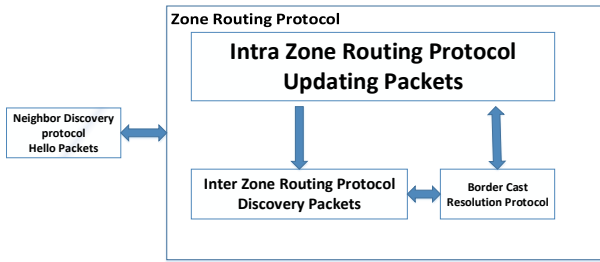 Zone Routing Protocol
Intra Zone Routing Protocol
Updating Packets
Neighbor Discovery
protocol
Hello Packets
Inter Zone Routing Protocol
Discovery Packets
Border Cast
Resolution Protocol